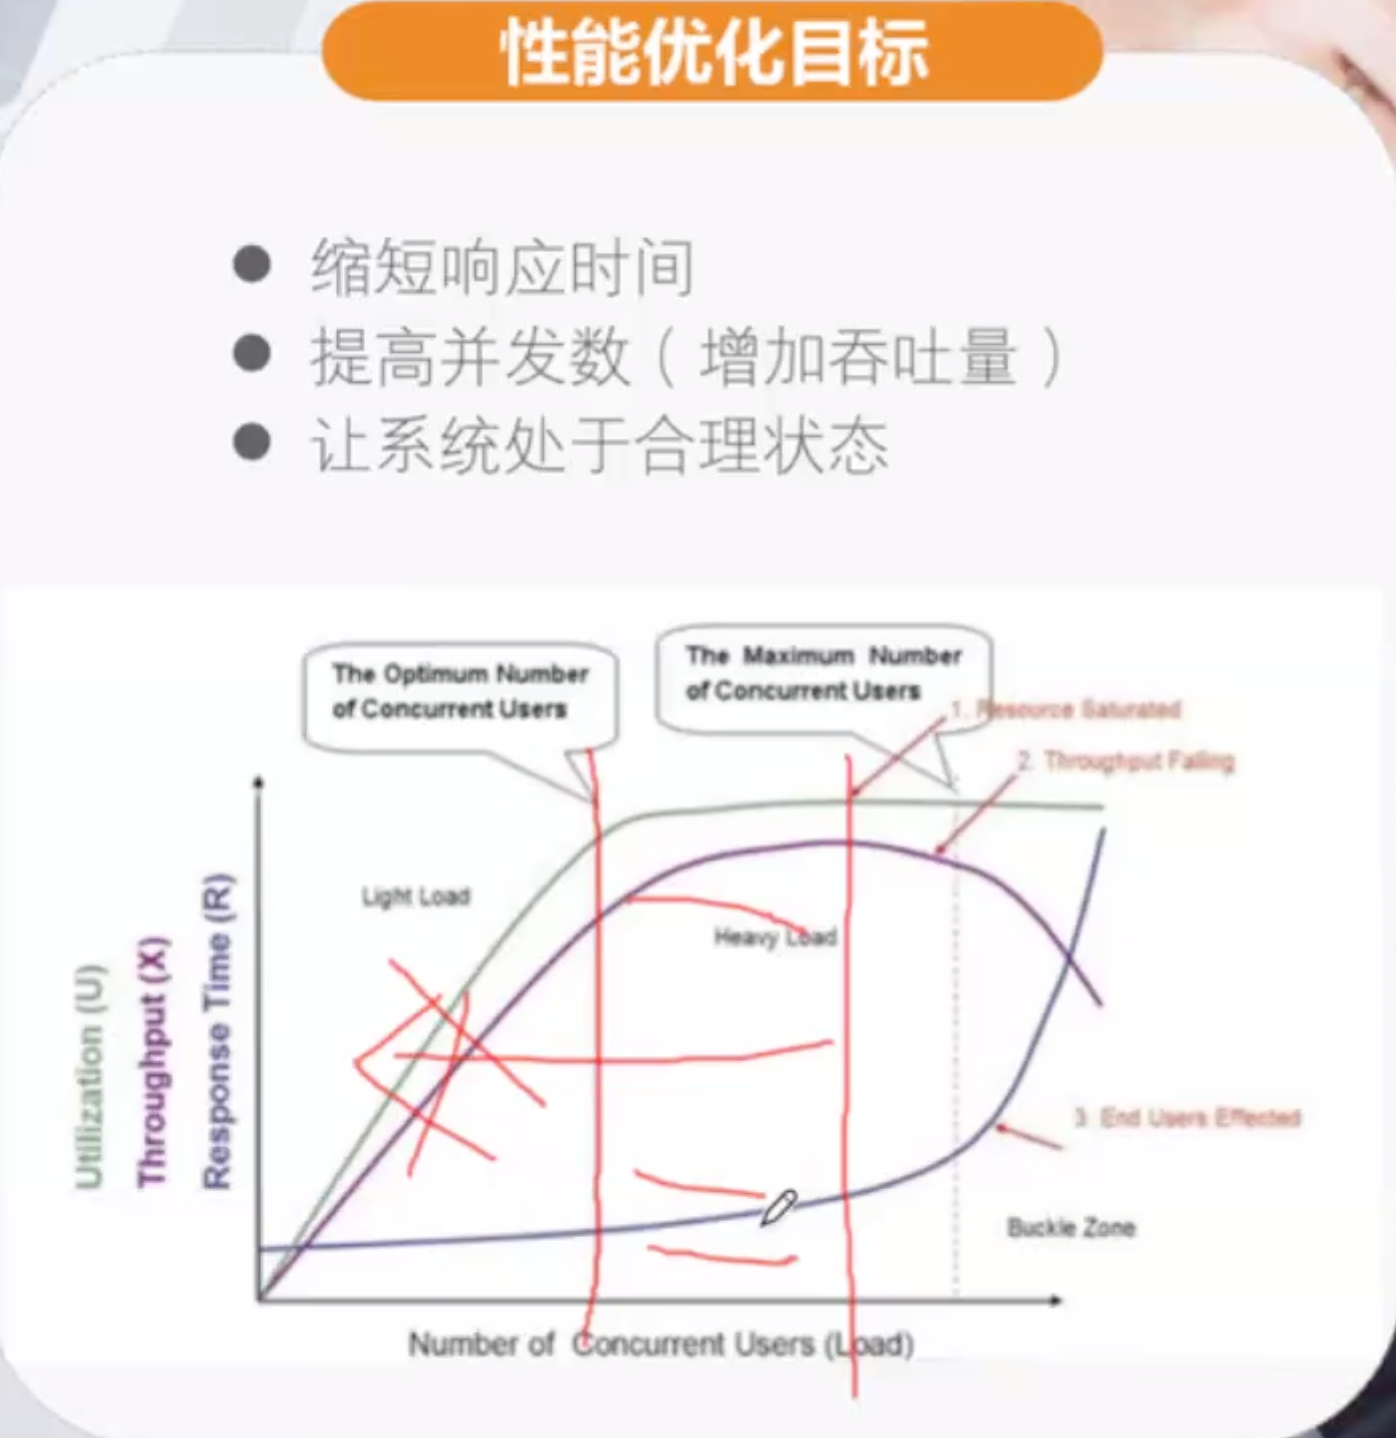 性能优化目标
缩短响应时间
提高并发数（增加吞吐量）
让系统处于合理状态
The Optimum Number
of Concurrent Users
The Maximum Number
of Concurrent Users
1. Resource Saturated
2. Throughput Falling
Light Load
Heavy Load
Utilization (U)
Throughput (X)
Response Time (R)
3. End Users Effected
Buckle Zone
Number of Concurrent Users (Load)